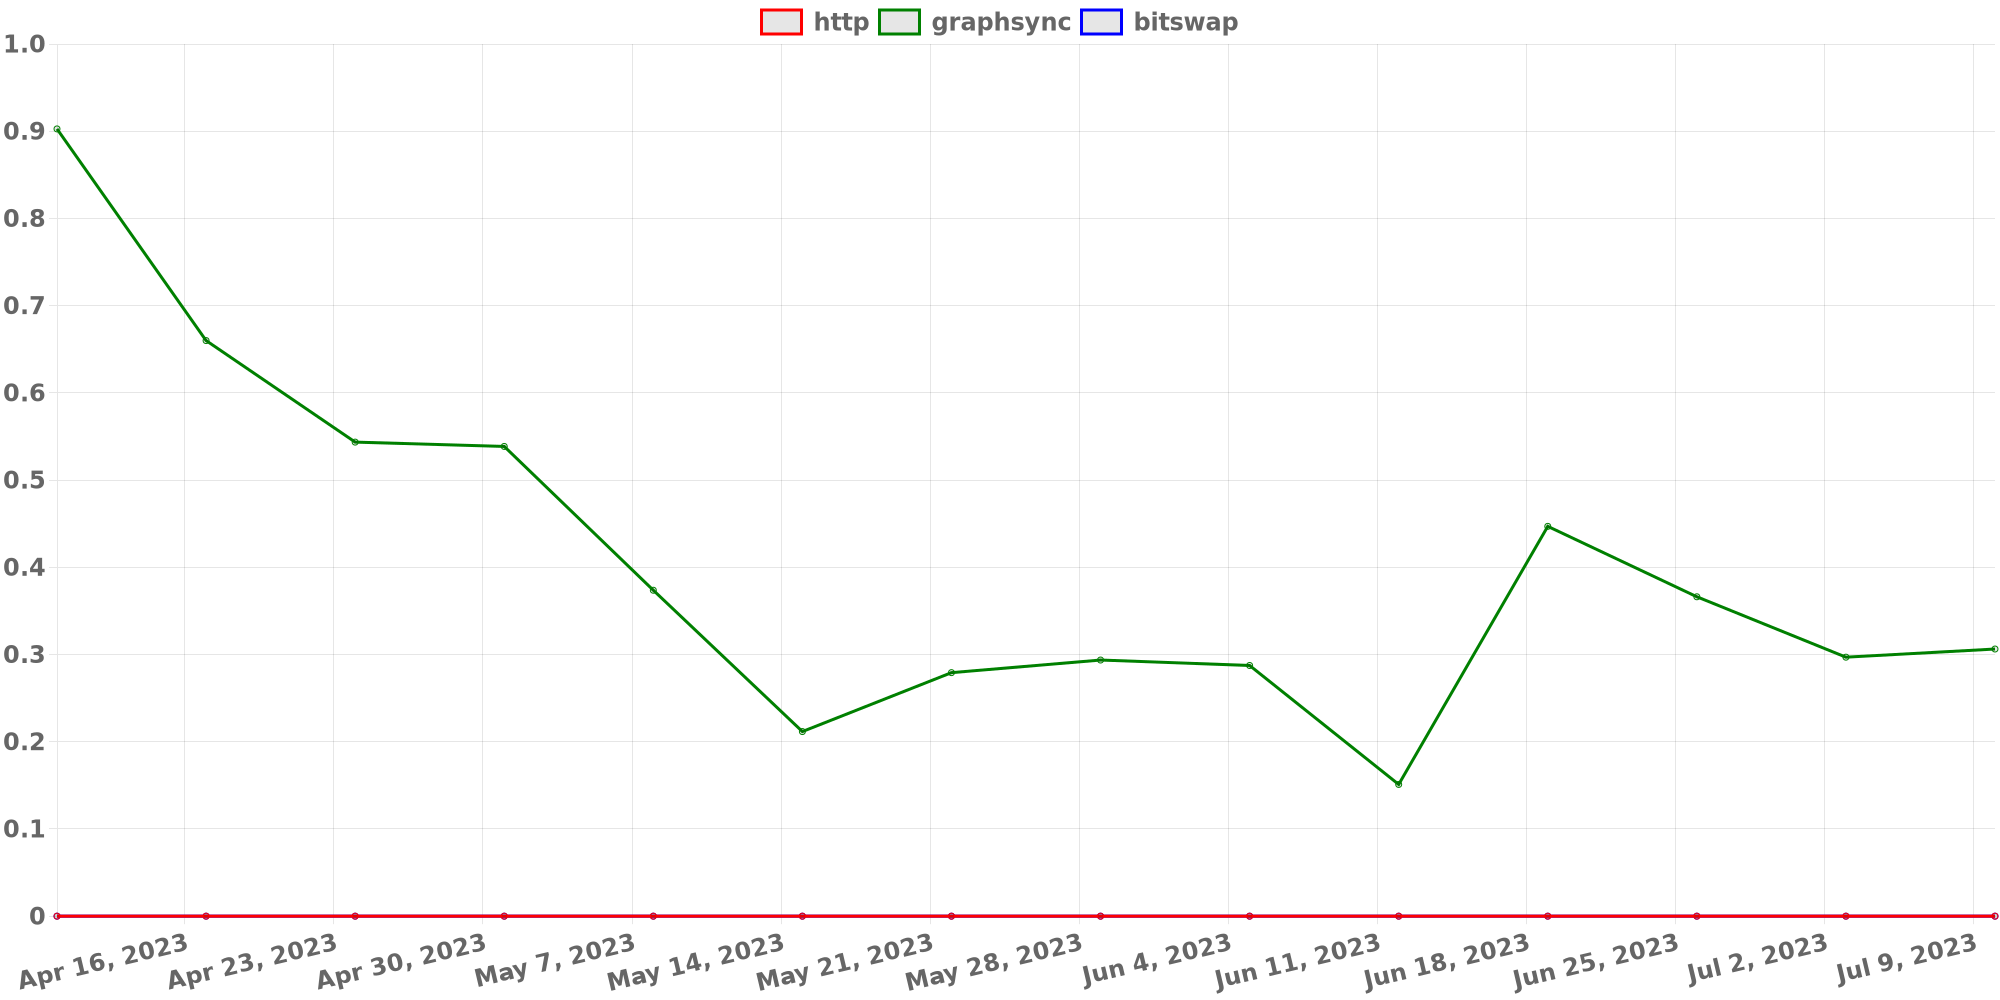 http graphsync bitswap
1.0
0.9
0.8
0.7
0.6
0.5
0.4
0.3
0.2
0.1
0
Apr 16, 2023
Apr 23, 2023
Apr 30, 2023
May 7, 2023
May 14, 2023
May 21, 2023
May 28, 2023
Jun 4, 2023
Jun 11, 2023
Jun 18, 2023
Jun 25, 2023
Jul 2, 2023
Jul 9, 2023